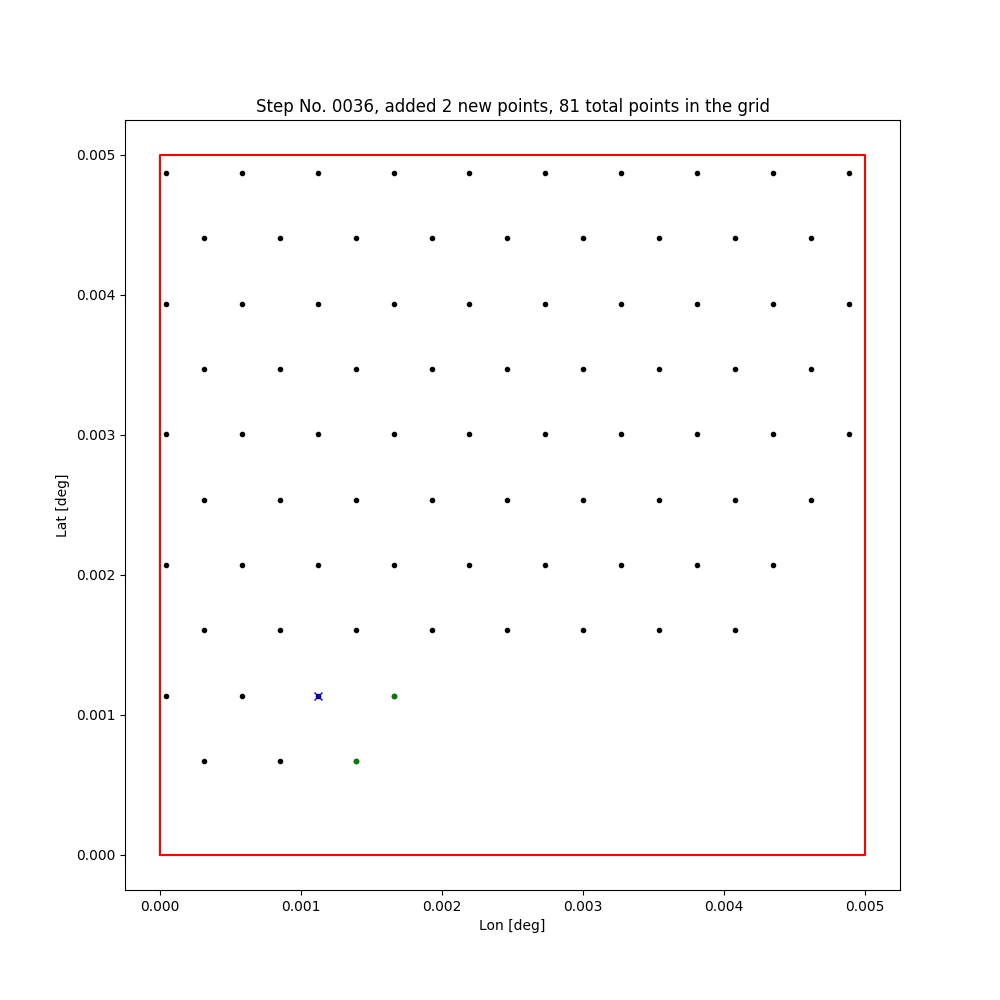 Step No. 0036, added 2 new points, 81 total points in the grid
0.005
0.004
0.003
0.002
0.001
0.000
Lat [deg]
0.000 0.001 0.002 0.003 0.004 0.005
Lon [deg]